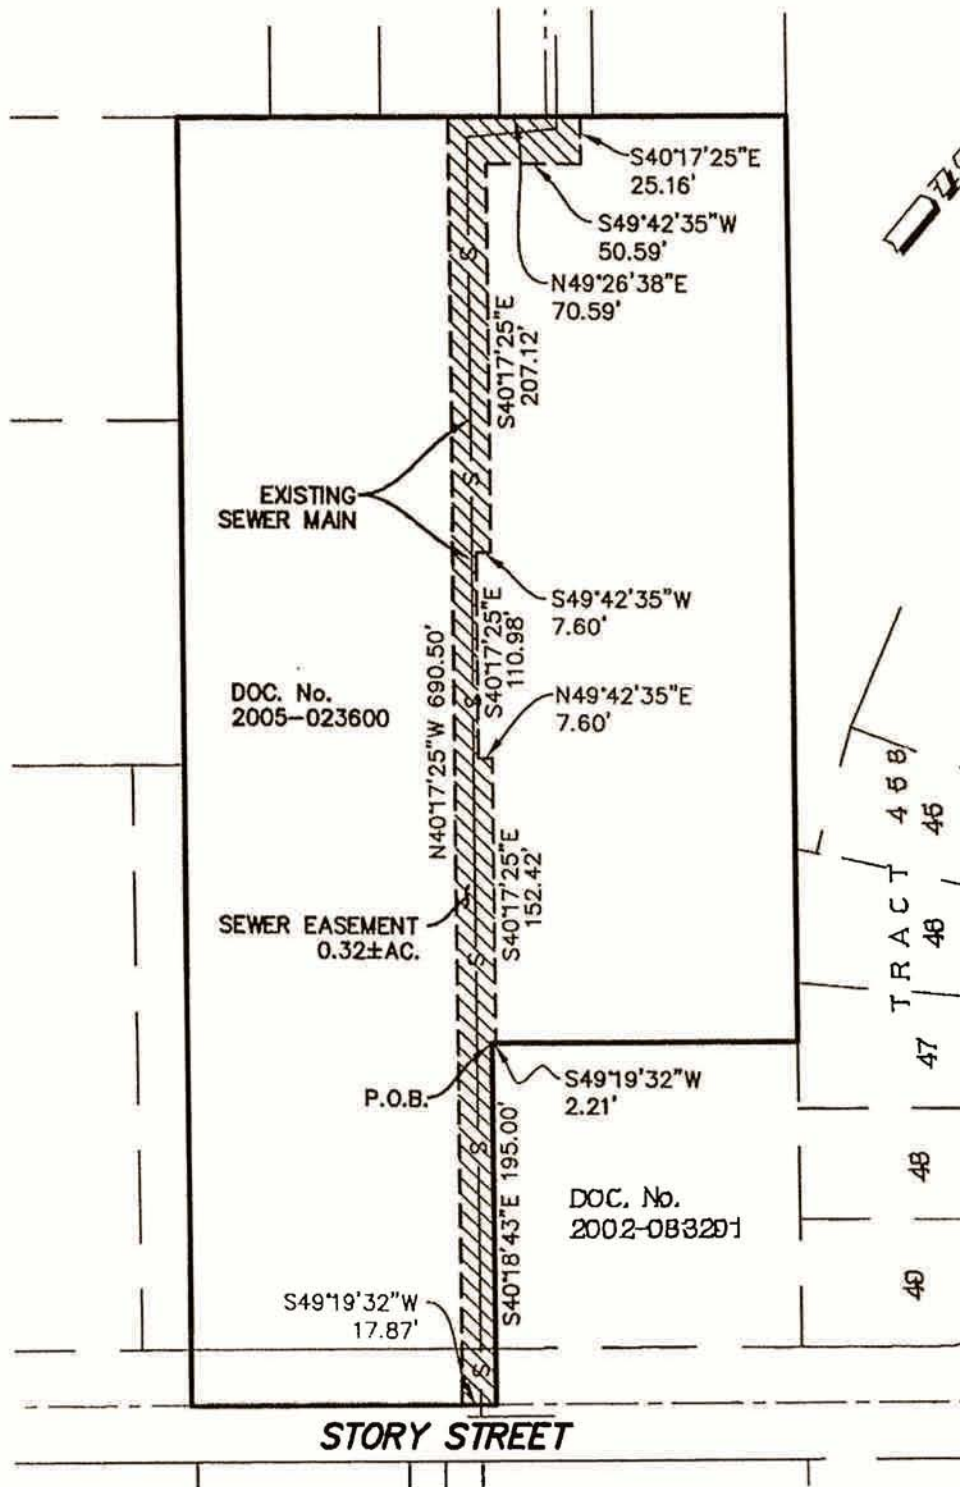 S40°17'25"E
25.16'
S49°42'35"W
50.59'
N49°26'38"E
70.59'
S
S40°17'25"E
207.12'
EXISTING
SEWER MAIN
S
S49°42'35"W
7.60'
S40°17'25"E
110.98'
N40°17'25"W 690.50'
DOC. No.
2005-023600
S
N49°42'35"E
7.60'
TRACT 458
45
46
47
48
49
S40°17'25"E
152.42'
SEWER EASEMENT
0.32±AC.
S
P.O.B.
S49°19'32"W
2.21'
S
S40°18'43"E 195.00'
DOC. No.
2002-083201
S49°19'32"W
17.87'
S
STORY STREET